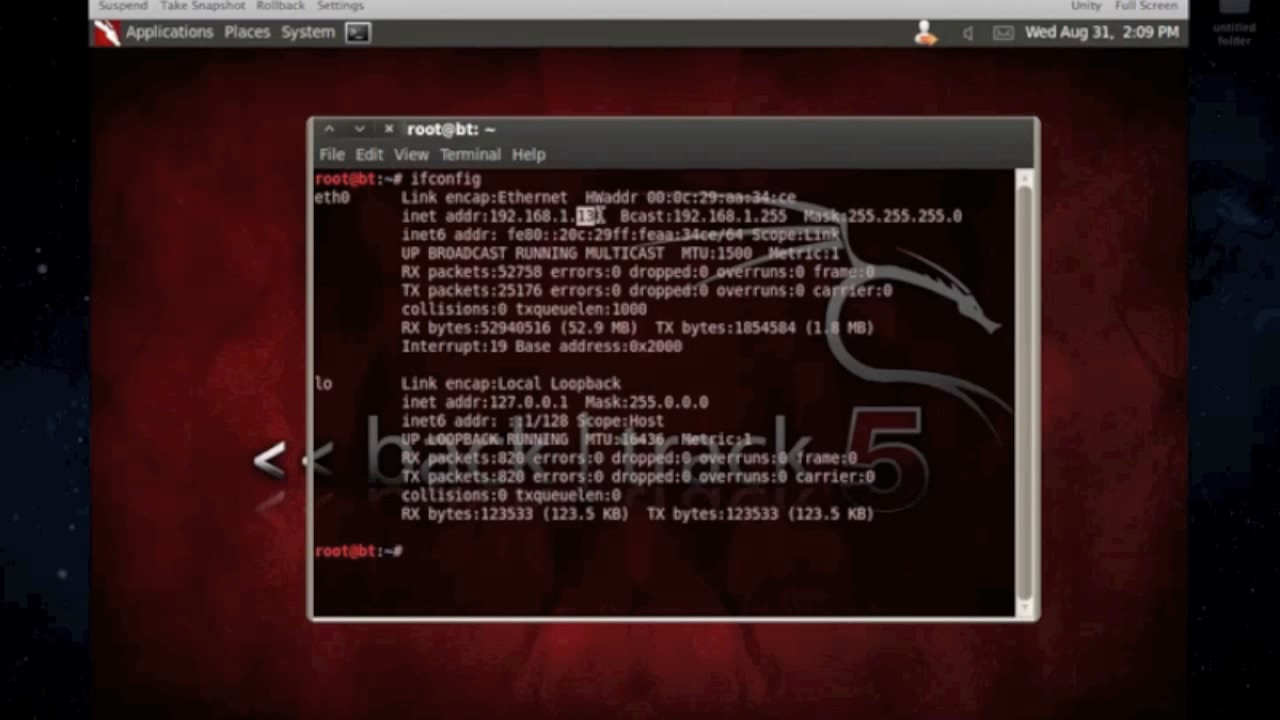 Suspend Take Snapshot Rollback Settings Unity Full Screen
Applications Places System Wed Aug 31, 2:09 PM
untitled
folder
root@bt: ~
File Edit View Terminal Help
root@bt:~# ifconfig
eth0 Link encap:Ethernet HWaddr 00:0c:29:aa:34:ce
inet addr:192.168.1.13 Bcast:192.168.1.255 Mask:255.255.255.0
inet6 addr: fe80::20c:29ff:feaa:34ce/64 Scope:Link
UP BROADCAST RUNNING MULTICAST MTU:1500 Metric:1
RX packets:52758 errors:0 dropped:0 overruns:0 frame:0
TX packets:25176 errors:0 dropped:0 overruns:0 carrier:0
collisions:0 txqueuelen:1000
RX bytes:52940516 (52.9 MB) TX bytes:1854584 (1.8 MB)
Interrupt:19 Base address:0x2000
lo Link encap:Local Loopback
inet addr:127.0.0.1 Mask:255.0.0.0
inet6 addr: ::1/128 Scope:Host
UP LOOPBACK RUNNING MTU:16436 Metric:1
RX packets:820 errors:0 dropped:0 overruns:0 frame:0
TX packets:820 errors:0 dropped:0 overruns:0 carrier:0
collisions:0 txqueuelen:0
RX bytes:123533 (123.5 KB) TX bytes:123533 (123.5 KB)
root@bt:~#
<< back | track 5